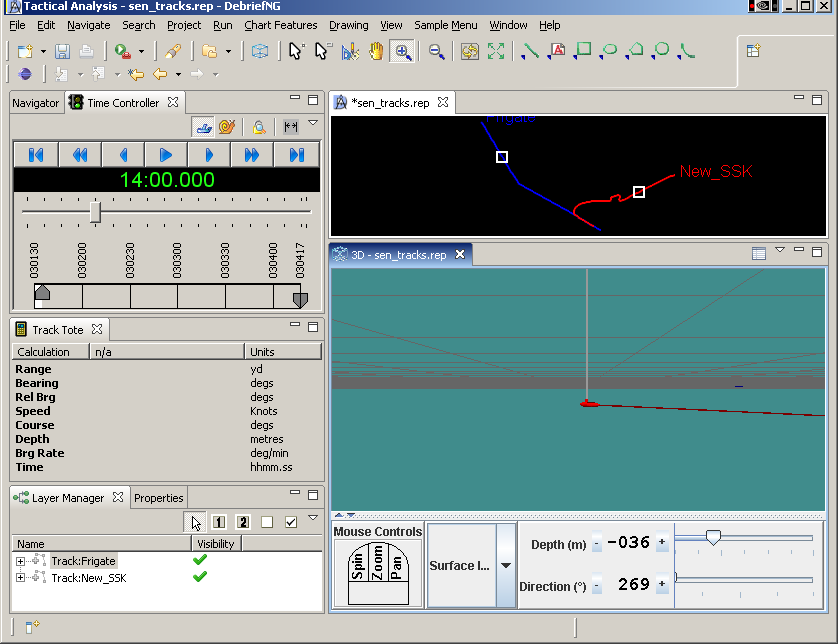 Tactical Analysis - sen_tracks.rep - DebriefNG
File Edit Navigate Search Project Run Chart Features Drawing View Sample Menu Window Help
Navigator Time Controller
14:00.000
030130 030200 030230 030300 030330 030400 030417
Track Tote
Calculation n/a Units
Range yd
Bearing degs
Rel Brg degs
Speed Knots
Course degs
Depth metres
Brg Rate deg/min
Time hhmm.ss
Layer Manager Properties
1 2
Name Visibility
Track:Frigate
Track:New_SSK
*sen_tracks.rep
Frigate
New_SSK
3D - sen_tracks.rep
Mouse Controls
Spin Zoom Pan
Surface l...
Depth (m) - -036 +
Direction (°) - 269 +